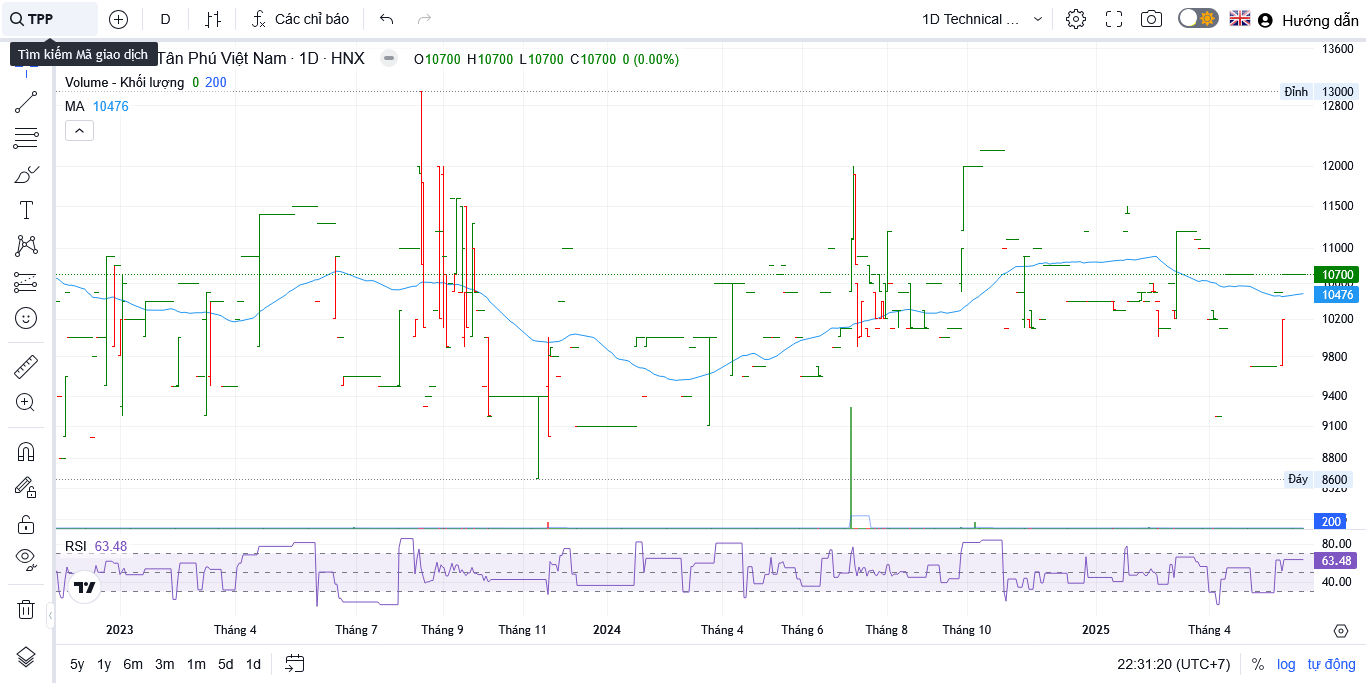 TPP
D
Các chỉ báo
1D Technical ...
Hướng dẫn
Tìm kiếm Mã giao dịch
Tân Phú Việt Nam · 1D · HNX
O10700 H10700 L10700 C10700 0 (0.00%)
Volume - Khối lượng 0 200
MA 10476
13600
Đỉnh 13000
12800
12000
11500
11000
10700
10476
10200
9800
9400
9100
8800
Đáy 8600
200
RSI 63.48
80.00
63.48
40.00
2023 Tháng 4 Tháng 7 Tháng 9 Tháng 11 2024 Tháng 4 Tháng 6 Tháng 8 Tháng 10 2025 Tháng 4
5y 1y 6m 3m 1m 5d 1d
22:31:20 (UTC+7) % log tự động